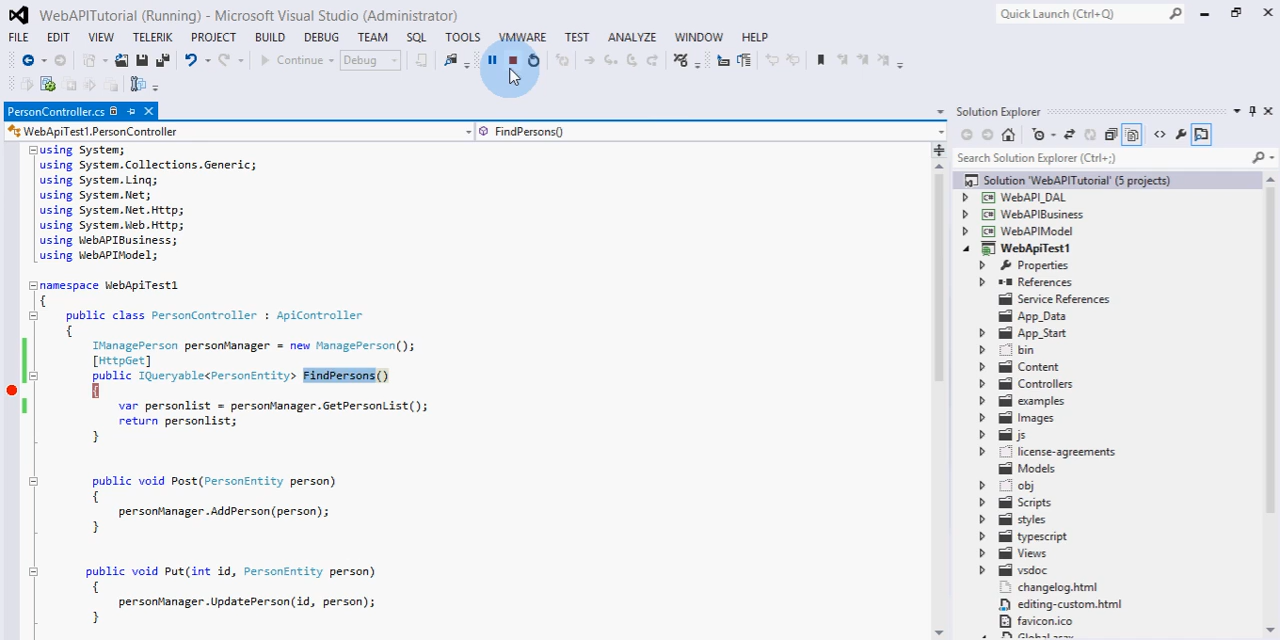 WebAPITutorial (Running) - Microsoft Visual Studio (Administrator)
Quick Launch (Ctrl+Q)
FILE EDIT VIEW TELERIK PROJECT BUILD DEBUG TEAM SQL TOOLS VMWARE TEST ANALYZE WINDOW HELP
Continue Debug
PersonController.cs
WebApiTest1.PersonController
FindPersons()
using System;
using System.Collections.Generic;
using System.Linq;
using System.Net;
using System.Net.Http;
using System.Web.Http;
using WebAPIBusiness;
using WebAPIModel;
namespace WebApiTest1
{
public class PersonController : ApiController
{
IManagePerson personManager = new ManagePerson();
[HttpGet]
public IQueryable<PersonEntity> FindPersons()
{
var personlist = personManager.GetPersonList();
return personlist;
}
public void Post(PersonEntity person)
{
personManager.AddPerson(person);
}
public void Put(int id, PersonEntity person)
{
personManager.UpdatePerson(id, person);
}
Solution Explorer
Search Solution Explorer (Ctrl+;)
Solution 'WebAPITutorial' (5 projects)
C# WebAPI_DAL
C# WebAPIBusiness
C# WebAPIModel
WebApiTest1
Properties
References
Service References
App_Data
App_Start
bin
Content
Controllers
examples
Images
js
license-agreements
Models
obj
Scripts
styles
typescript
Views
vsdoc
changelog.html
editing-custom.html
favicon.ico
Global.asax